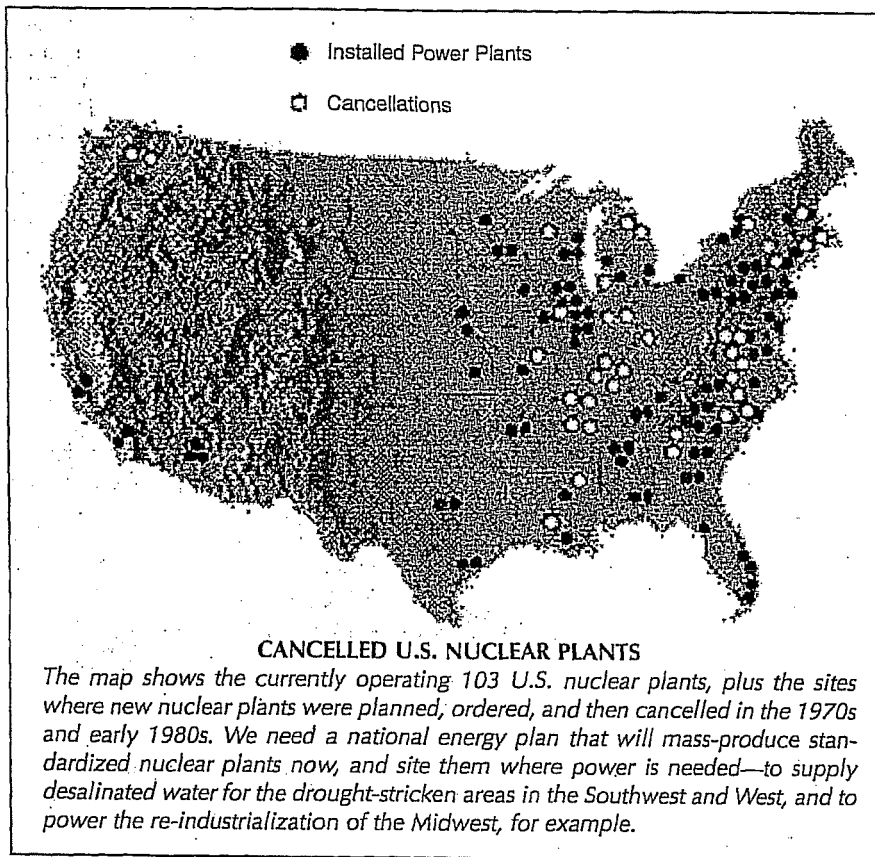 Installed Power Plants
Cancellations
CANCELLED U.S. NUCLEAR PLANTS
The map shows the currently operating 103 U.S. nuclear plants, plus the sites
where new nuclear plants were planned, ordered, and then cancelled in the 1970s
and early 1980s. We need a national energy plan that will mass-produce stan-
dardized nuclear plants now, and site them where power is needed—to supply
desalinated water for the drought-stricken areas in the Southwest and West, and to
power the re-industrialization of the Midwest, for example.